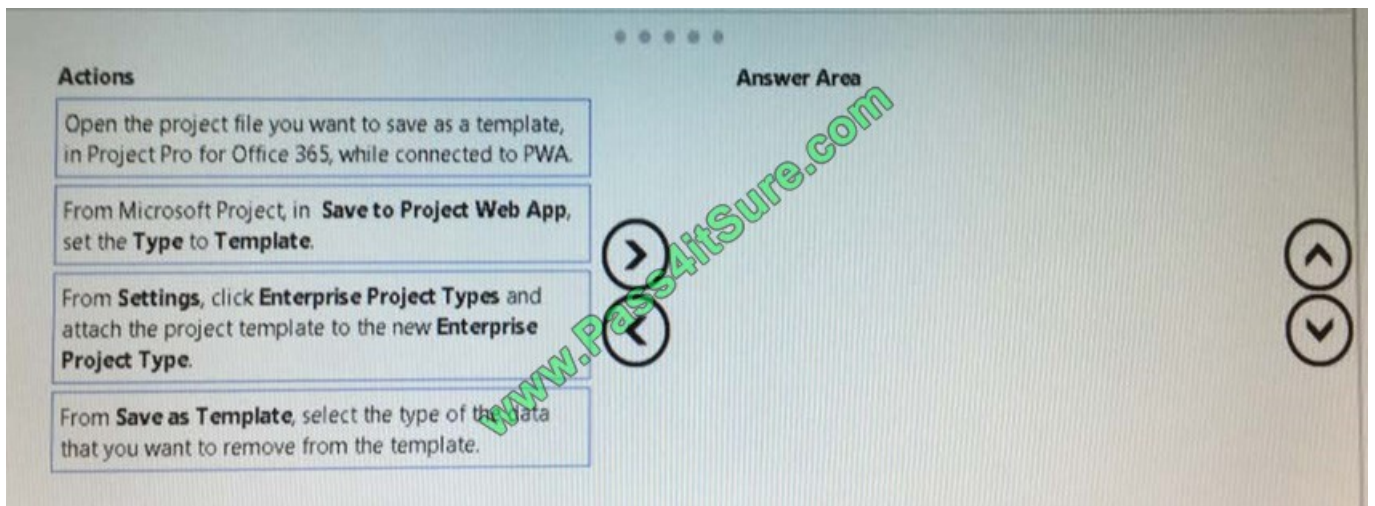 Actions
Answer Area
Open the project file you want to save as a template,
in Project Pro for Office 365, while connected to PWA.
From Microsoft Project, in Save to Project Web App,
set the Type to Template.
From Settings, click Enterprise Project Types and
attach the project template to the new Enterprise
Project Type.
From Save as Template, select the type of the data
that you want to remove from the template.
www.Pass4itSure.com